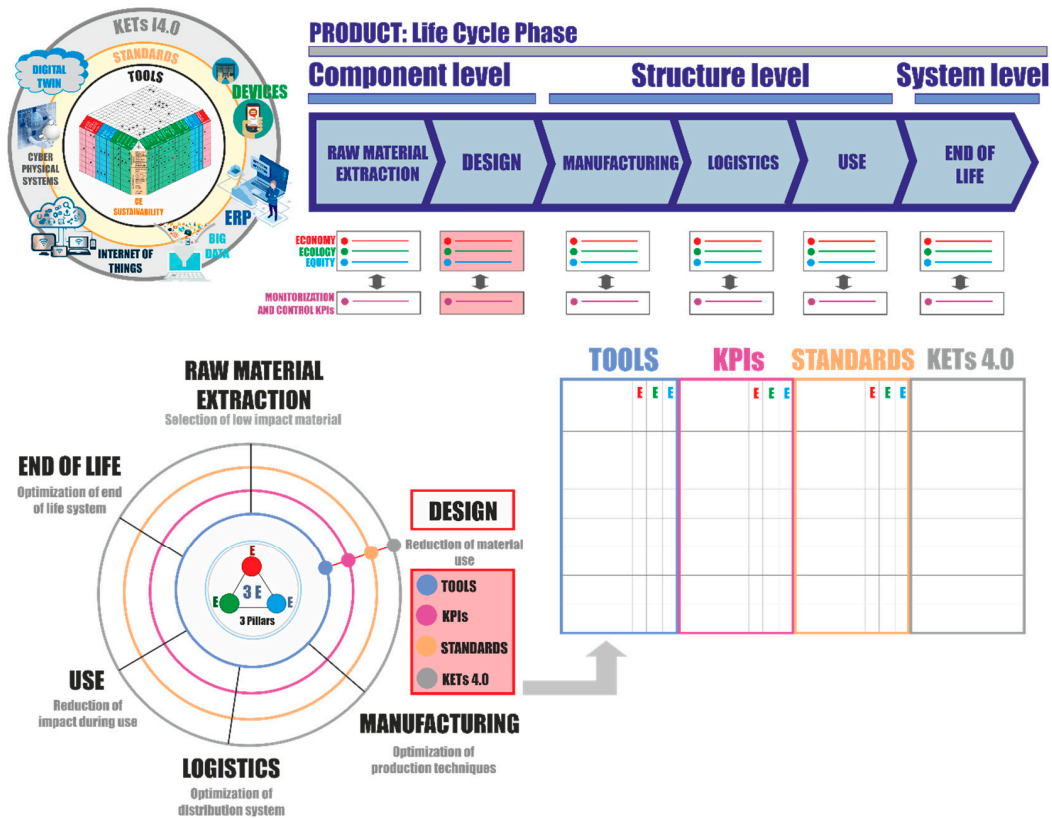 KETs I4.0
STANDARDS
TOOLS
DIGITAL
TWIN
DEVICES
CYBER
PHYSICAL
SYSTEMS
CE
SUSTAINABILITY
ERP
BIG
DATA
INTERNET OF
THINGS
PRODUCT: Life Cycle Phase
Component level
Structure level
System level
RAW MATERIAL
EXTRACTION
DESIGN
MANUFACTURING
LOGISTICS
USE
END OF
LIFE
ECONOMY
ECOLOGY
EQUITY
MONITORIZATION
AND CONTROL KPIs
RAW MATERIAL
EXTRACTION
Selection of low impact material
END OF LIFE
Optimization of end
of life system
DESIGN
Reduction of material
use
TOOLS
KPIs
STANDARDS
KETs 4.0
E
E
E
3 E
3 Pillars
USE
Reduction of
impact during use
MANUFACTURING
Optimization of
production techniques
LOGISTICS
Optimization of
distribution system
TOOLS KPIs STANDARDS KETs 4.0
E E E E E E E E E